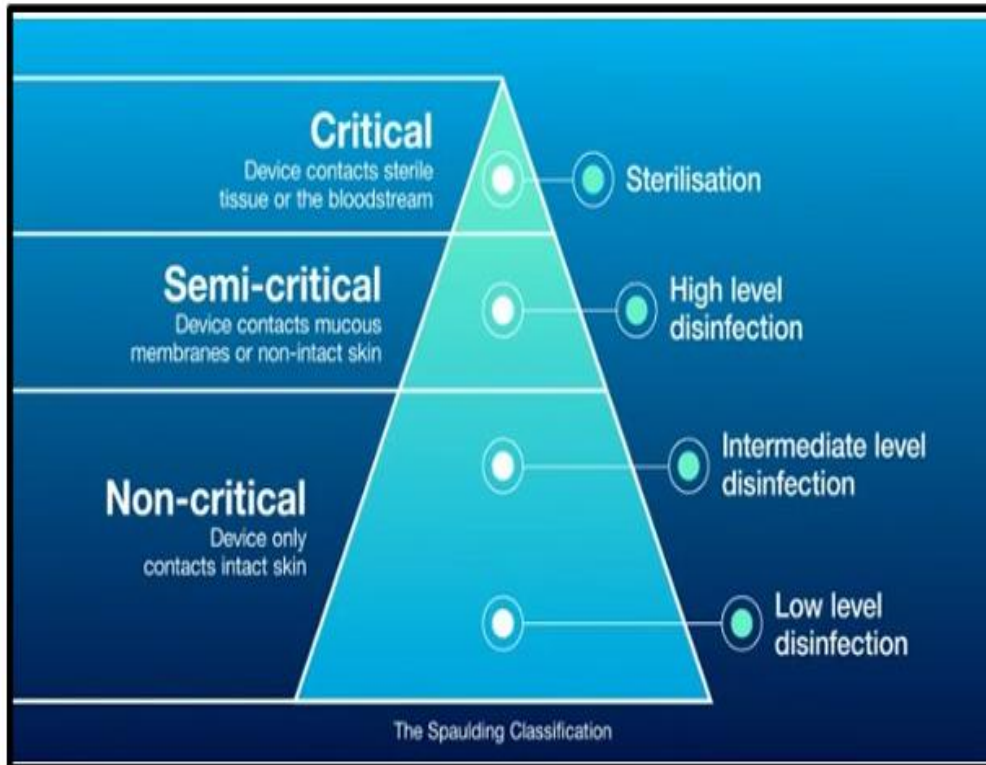 Critical
Device contacts sterile
tissue or the bloodstream
Sterilisation
Semi-critical
Device contacts mucous
membranes or non-intact skin
High level
disinfection
Non-critical
Device only
contacts intact skin
Intermediate level
disinfection
Low level
disinfection
The Spaulding Classification